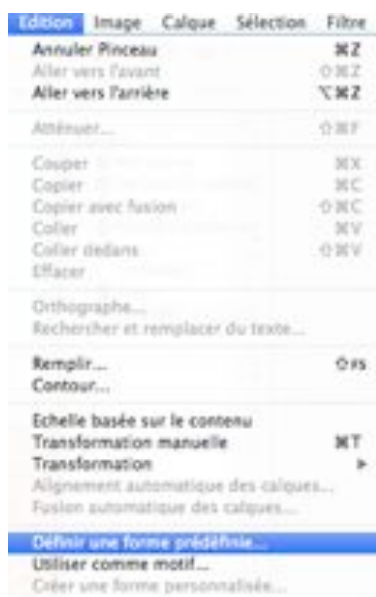 Edition Image Calque Sélection Filtre
Annuler Pinceau ⌘Z
Aller vers l'avant ⇧⌘Z
Aller vers l'arrière ⌥⌘Z
Atténuer... ⇧⌘F
Couper ⌘X
Copier ⌘C
Copier avec fusion ⇧⌘C
Coller ⌘V
Coller dedans ⇧⌘V
Effacer
Orthographe...
Rechercher et remplacer du texte...
Remplir... ⇧F5
Contour...
Echelle basée sur le contenu
Transformation manuelle ⌘T
Transformation ▶
Alignement automatique des calques...
Fusion automatique des calques...
Définir une forme prédéfinie...
Utiliser comme motif...
Créer une forme personnalisée...